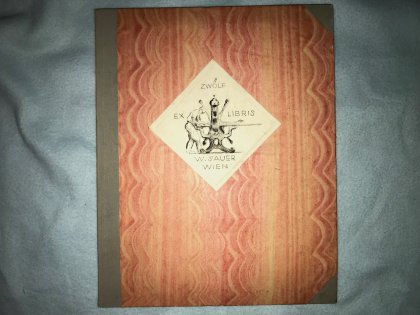 ZWÖLF
EX LIBRIS
W. SAUER
WIEN